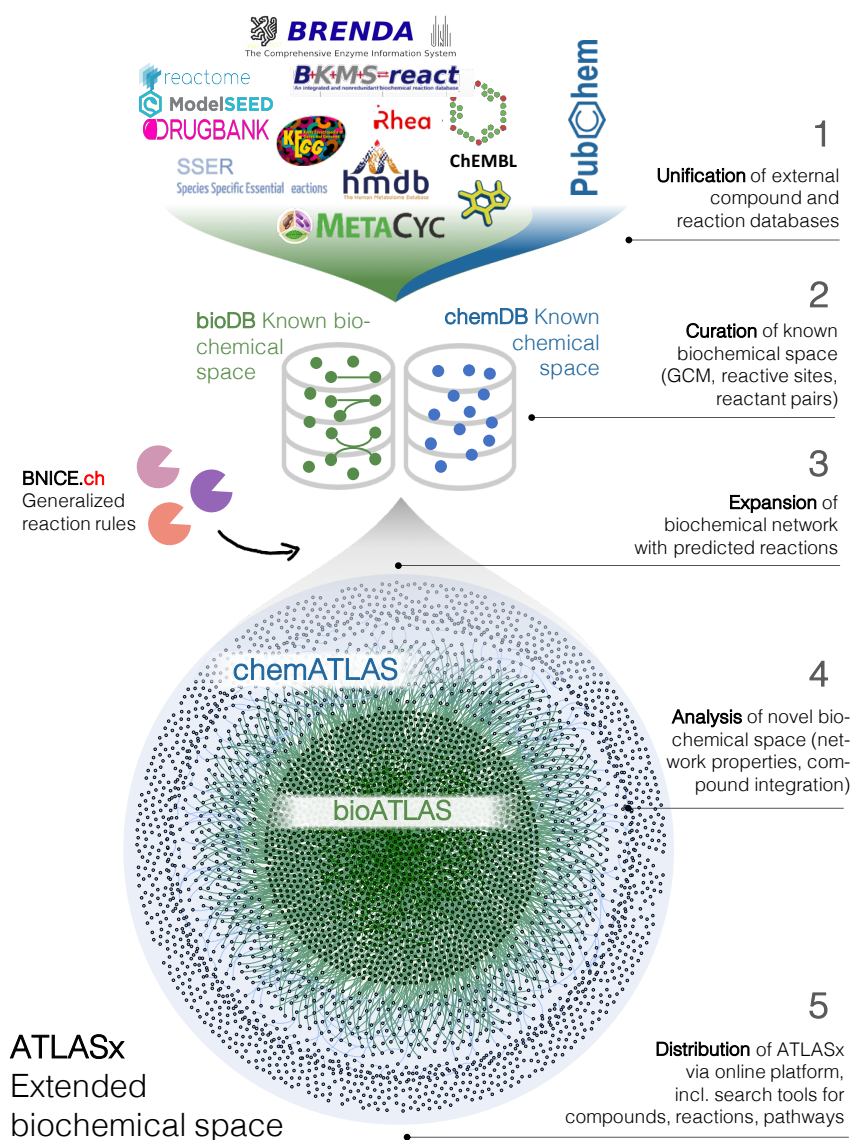 BRENDA
The Comprehensive Enzyme Information System
reactome
B+K+M+S=react
An integrated and nonredundant biochemical reaction database
ModelSEED
DRUGBANK
KEGG
Rhea
ChEMBL
PubChem
SSER
Species Specific Essential eactions
hmdb
The Human Metabolome Database
METACYC
1
Unification of external
compound and
reaction databases
bioDB Known bio-
chemical
space
chemDB Known
chemical
space
2
Curation of known
biochemical space
(GCM, reactive sites,
reactant pairs)
BNICE.ch
Generalized
reaction rules
3
Expansion of
biochemical network
with predicted reactions
chemATLAS
bioATLAS
4
Analysis of novel bio-
chemical space (net-
work properties, com-
pound integration)
5
Distribution of ATLASx
via online platform,
incl. search tools for
compounds, reactions, pathways
ATLASx
Extended
biochemical space